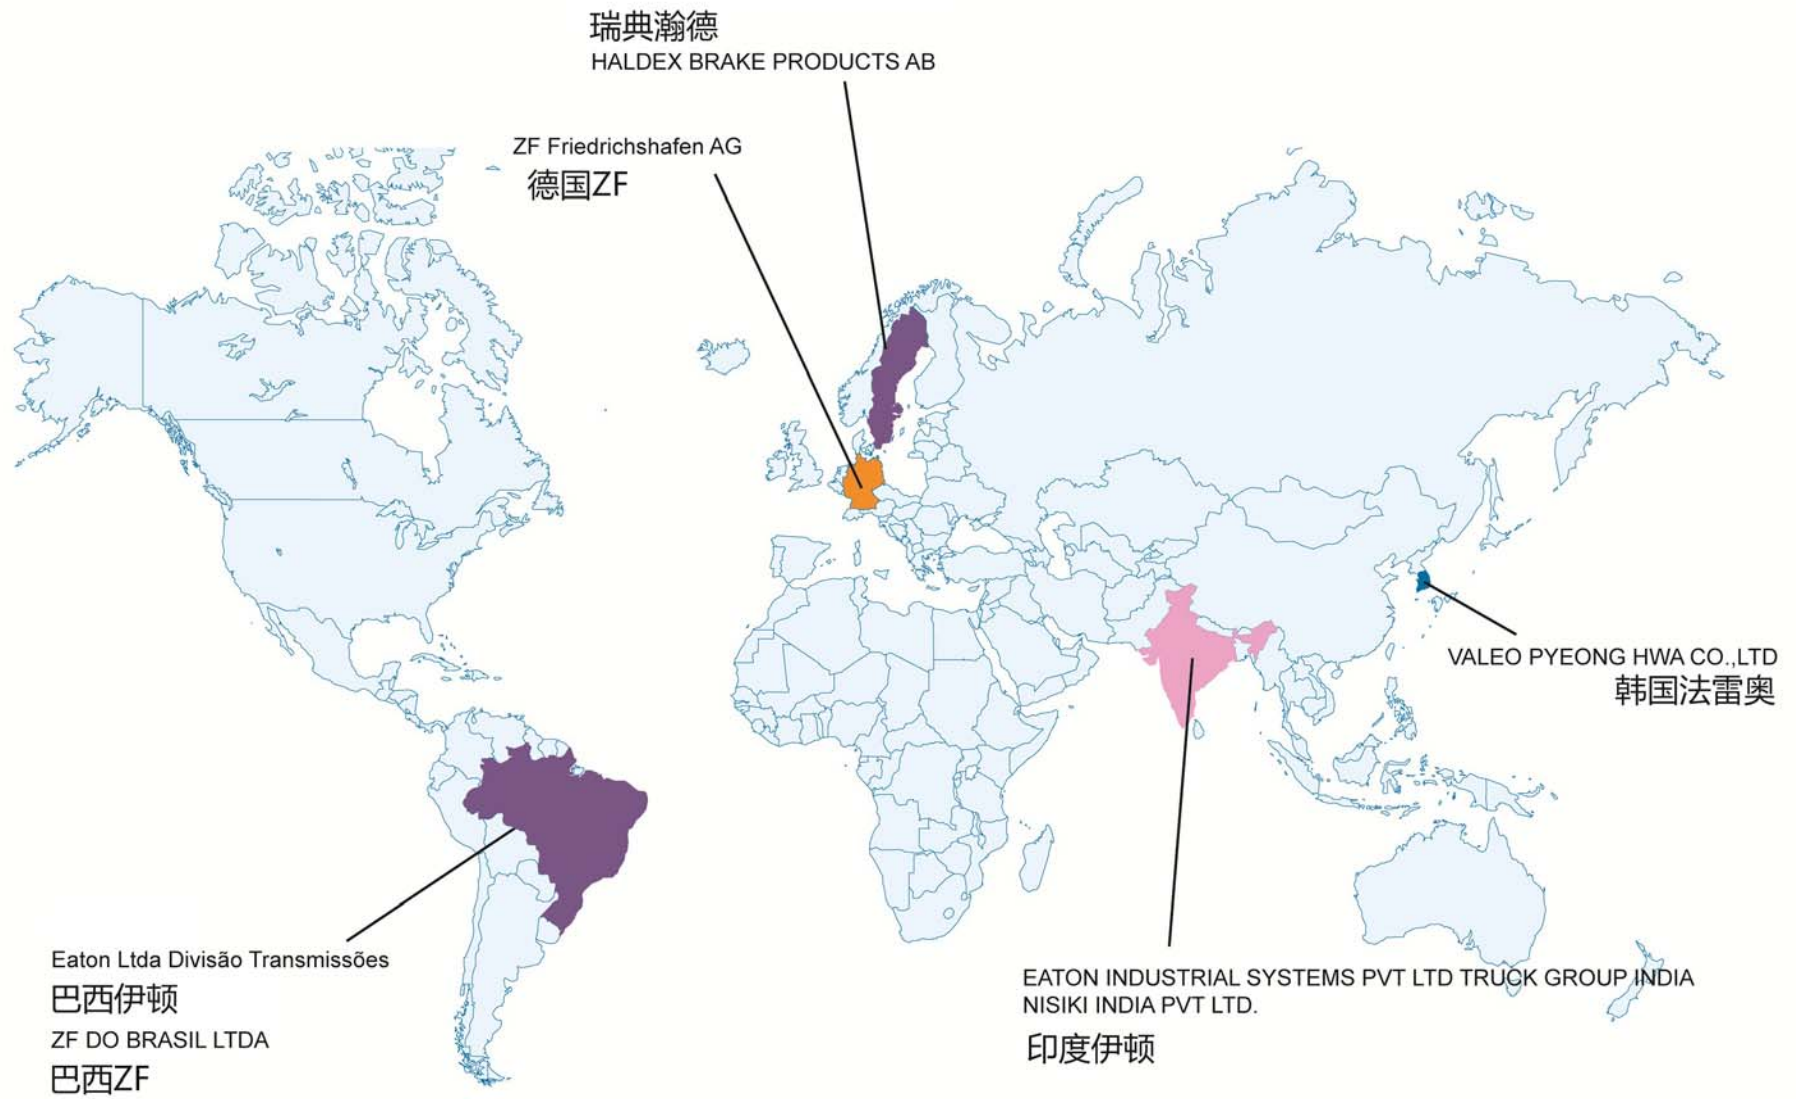 瑞典瀚德
HALDEX BRAKE PRODUCTS AB
ZF Friedrichshafen AG
德国ZF
VALEO PYEONG HWA CO.,LTD
韩国法雷奥
Eaton Ltda Divisão Transmissões
巴西伊顿
ZF DO BRASIL LTDA
巴西ZF
EATON INDUSTRIAL SYSTEMS PVT LTD TRUCK GROUP INDIA
NISIKI INDIA PVT LTD.
印度伊顿